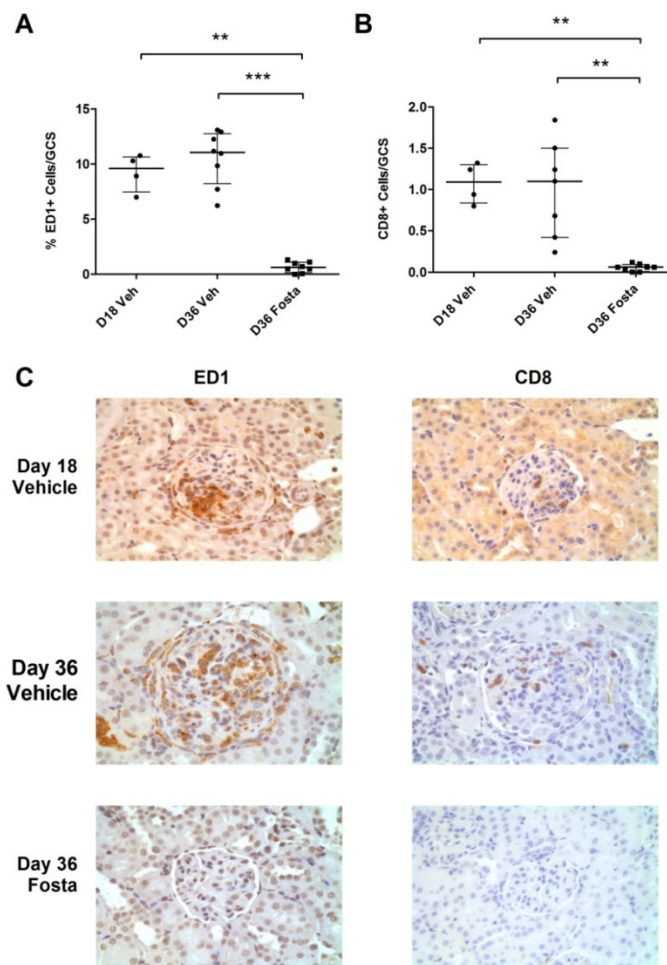 A
**
***
% ED1+ Cells/GCS
15
10
5
0
D18 Veh
D36 Veh
D36 Fosta
B
**
**
CD8+ Cells/GCS
2.0
1.5
1.0
0.5
0.0
D18 Veh
D36 Veh
D36 Fosta
C
ED1
CD8
Day 18
Vehicle
Day 36
Vehicle
Day 36
Fosta